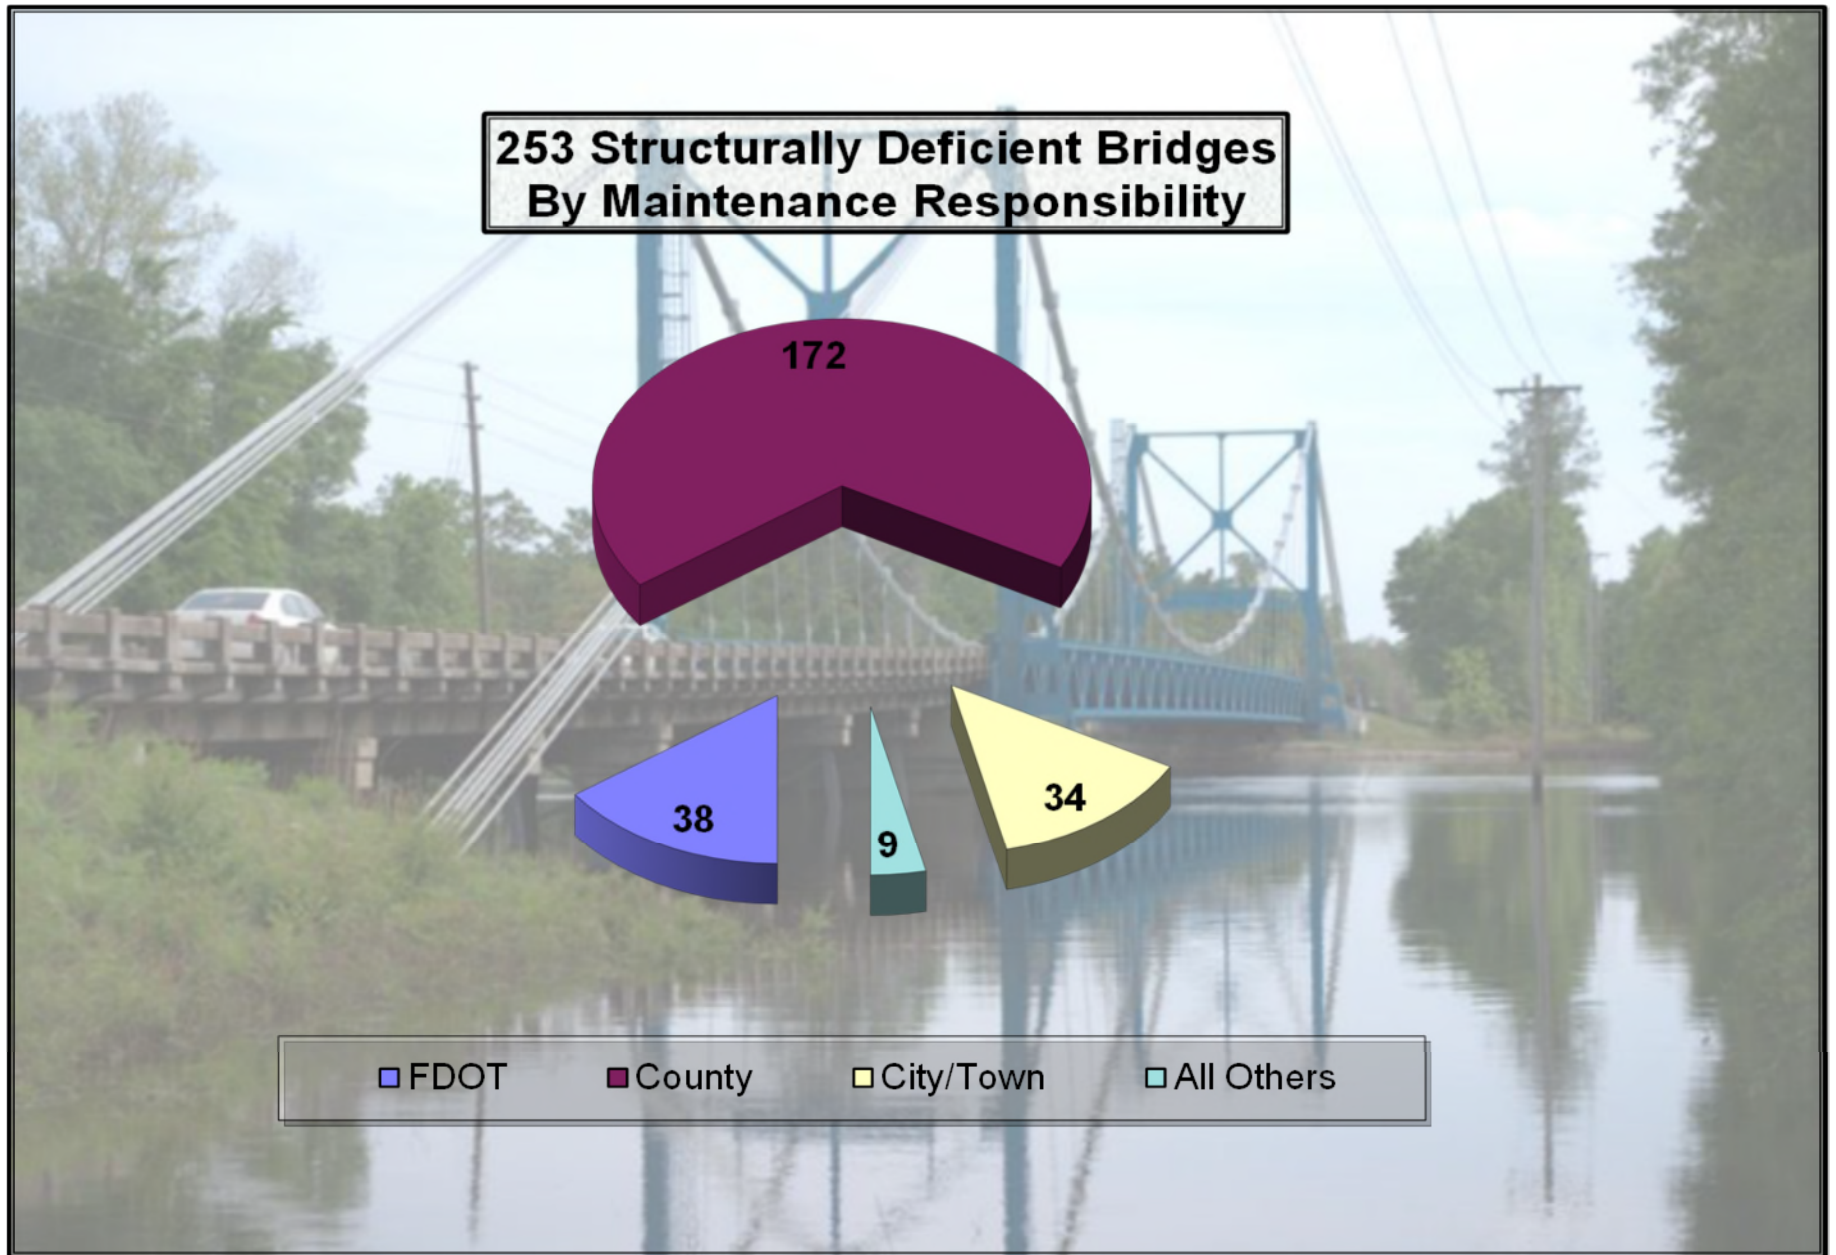 253 Structurally Deficient Bridges
By Maintenance Responsibility
172
38
9
34
FDOT County City/Town All Others